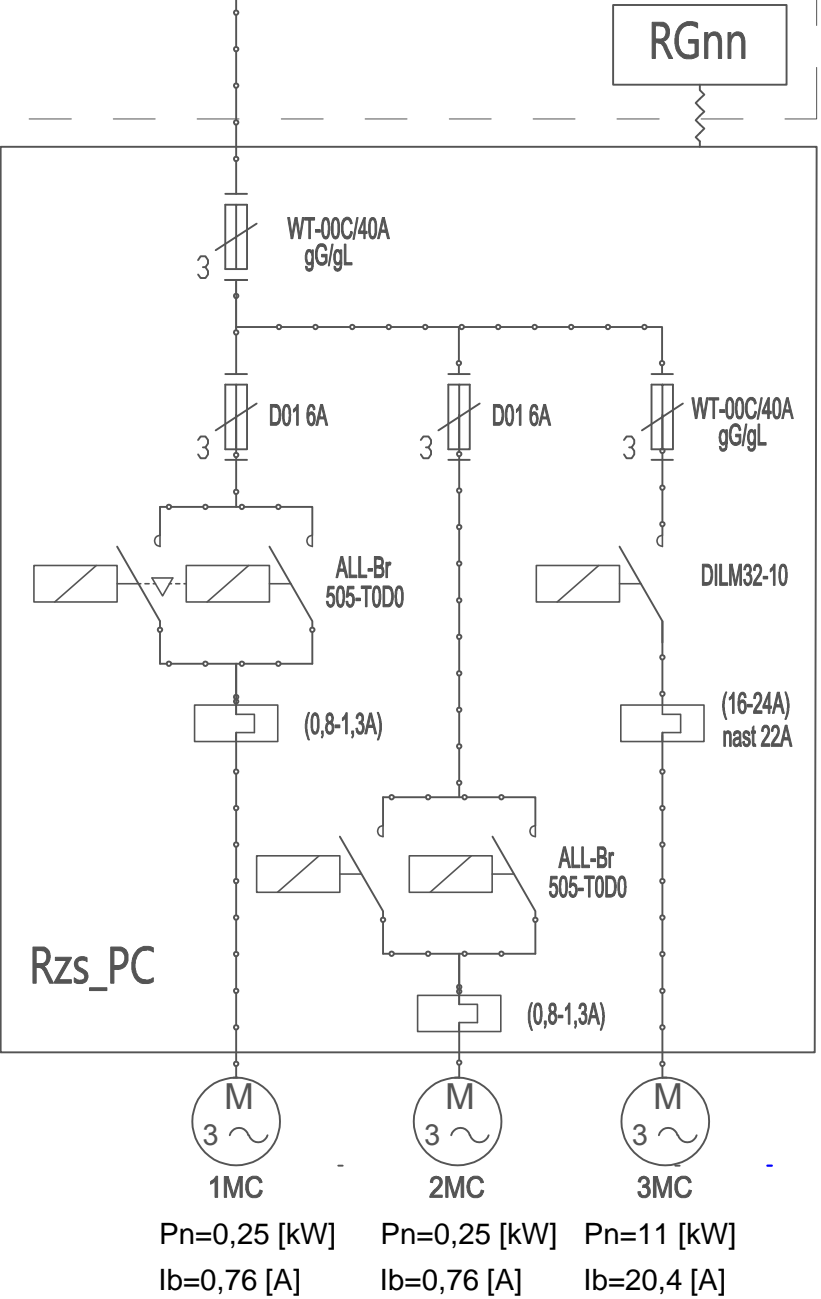 RGnn
WT-00C/40A
gG/gL
3
D01 6A
3
D01 6A
3
WT-00C/40A
gG/gL
3
ALL-Br
505-T0D0
DILM32-10
(0,8-1,3A)
(16-24A)
nast 22A
ALL-Br
505-T0D0
Rzs_PC
(0,8-1,3A)
M
3
1MC
M
3
2MC
M
3
3MC
Pn=0,25 [kW]
Ib=0,76 [A]
Pn=0,25 [kW]
Ib=0,76 [A]
Pn=11 [kW]
Ib=20,4 [A]